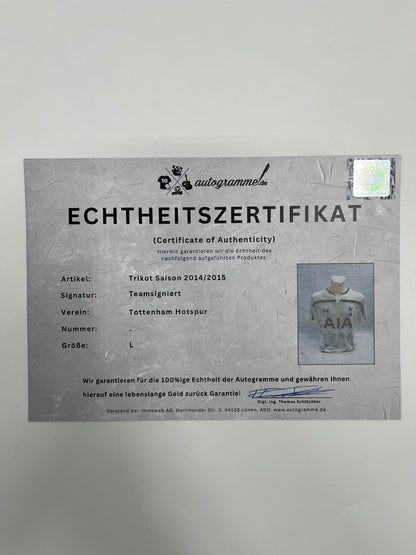 autogramme.de
ECHTHEITSZERTIFIKAT
(Certificate of Authenticity)
Hiermit garantieren wir die Echtheit des
nachfolgend aufgeführten Produktes:
Artikel: Trikot Saison 2014/2015
Signatur: Teamsigniert
Verein: Tottenham Hotspur
Nummer: -
Größe: L
AIA
Wir garantieren für die 100%ige Echtheit der Autogramme und gewähren Ihnen
hierauf eine lebenslange Geld zurück Garantie!
Dipl. Ing. Thomas Schlüchter
Vorstand der immoweb AG, Dortmunder Str. 5, 44536 Lünen, Abtl. www.autogramme.de